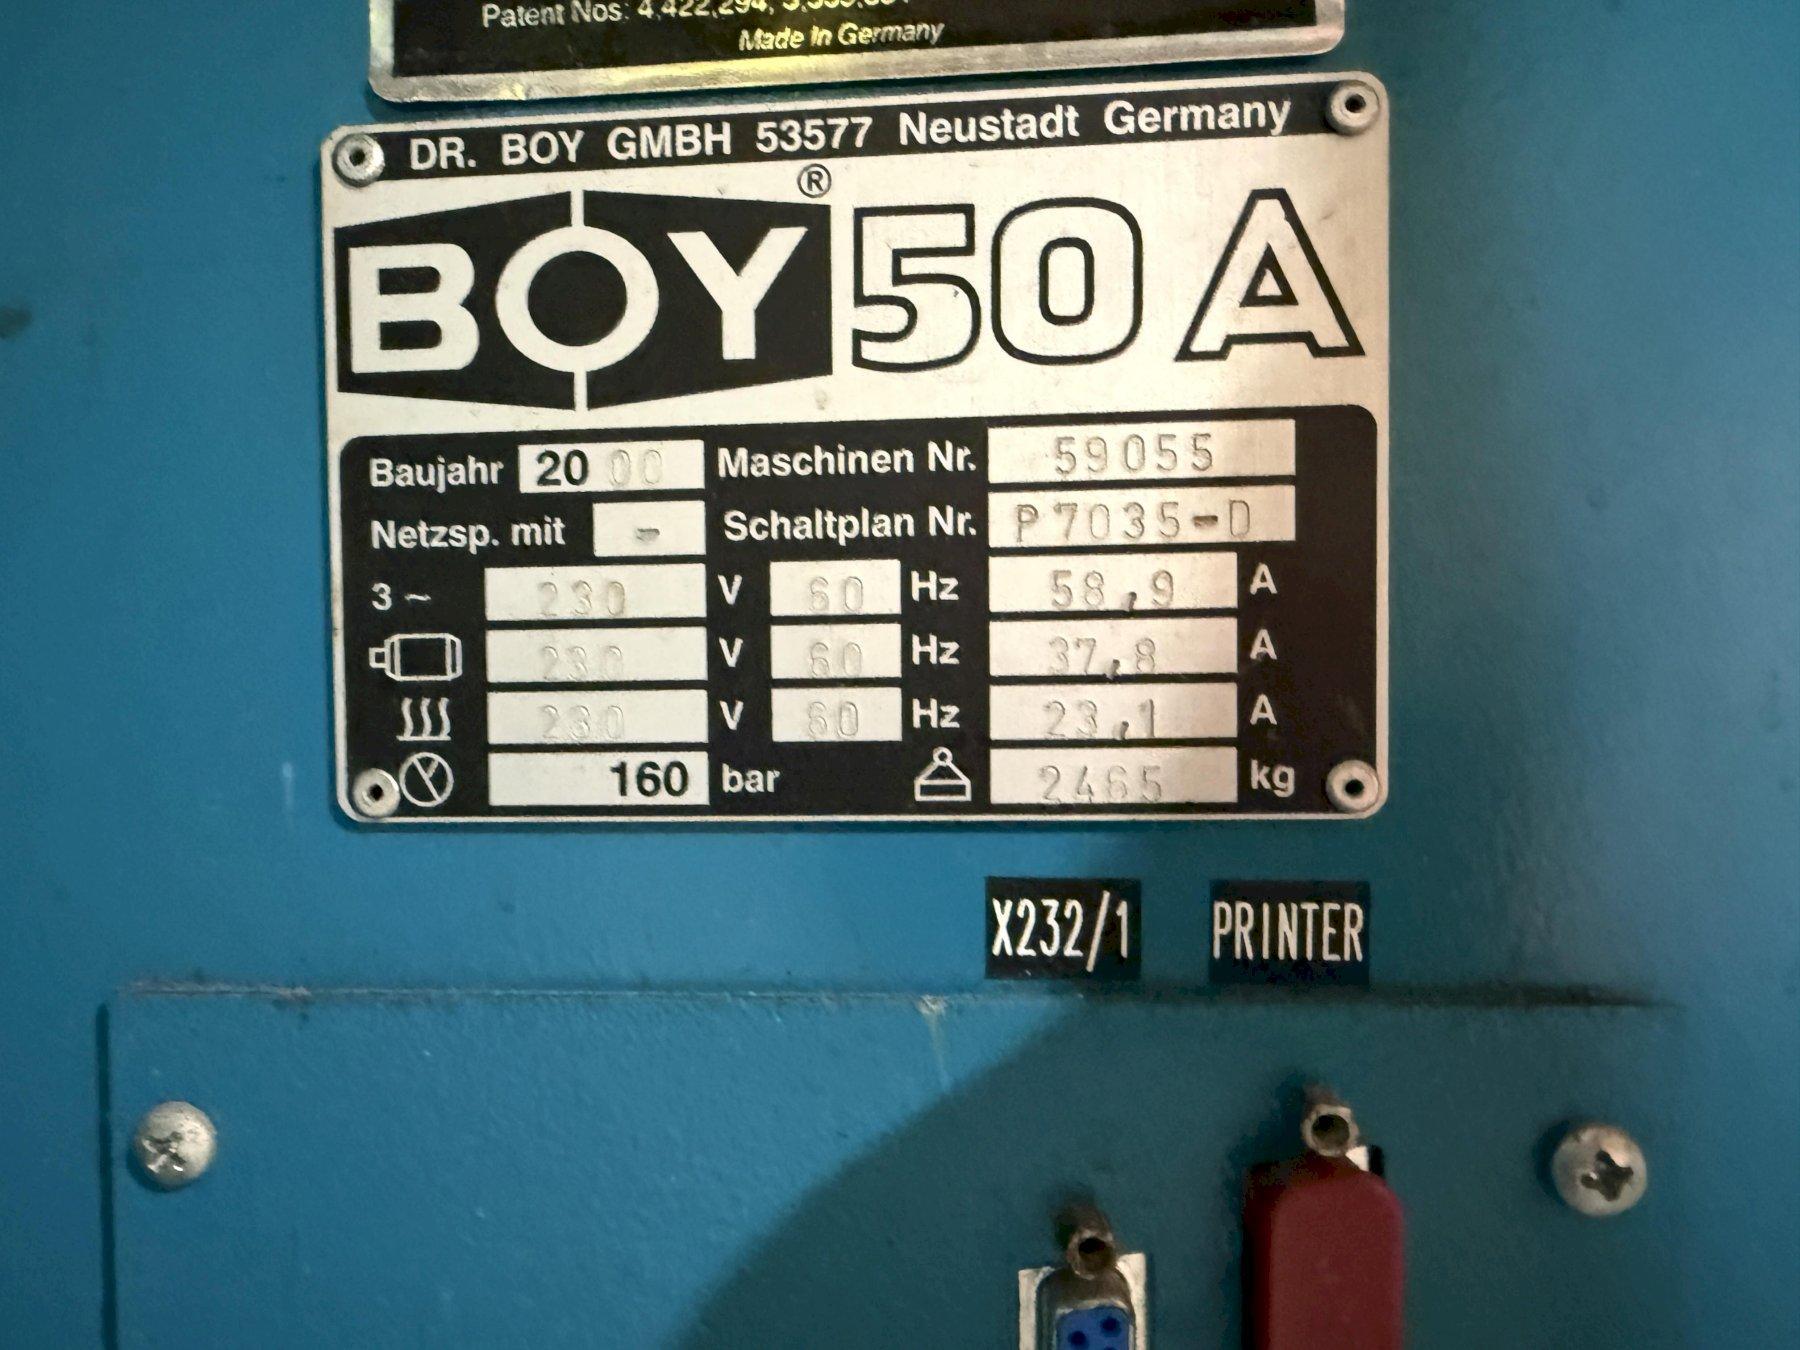 Patent Nos: 4,422,294,
Made In Germany
DR. BOY GMBH 53577 Neustadt Germany
BOY® 50 A
Baujahr 2000 Maschinen Nr. 59055
Netzsp. mit - Schaltplan Nr. P7035-D
3~ 230 V 60 Hz 58,9 A
230 V 60 Hz 37,8 A
230 V 60 Hz 23,1 A
160 bar 2465 kg
X232/1 PRINTER